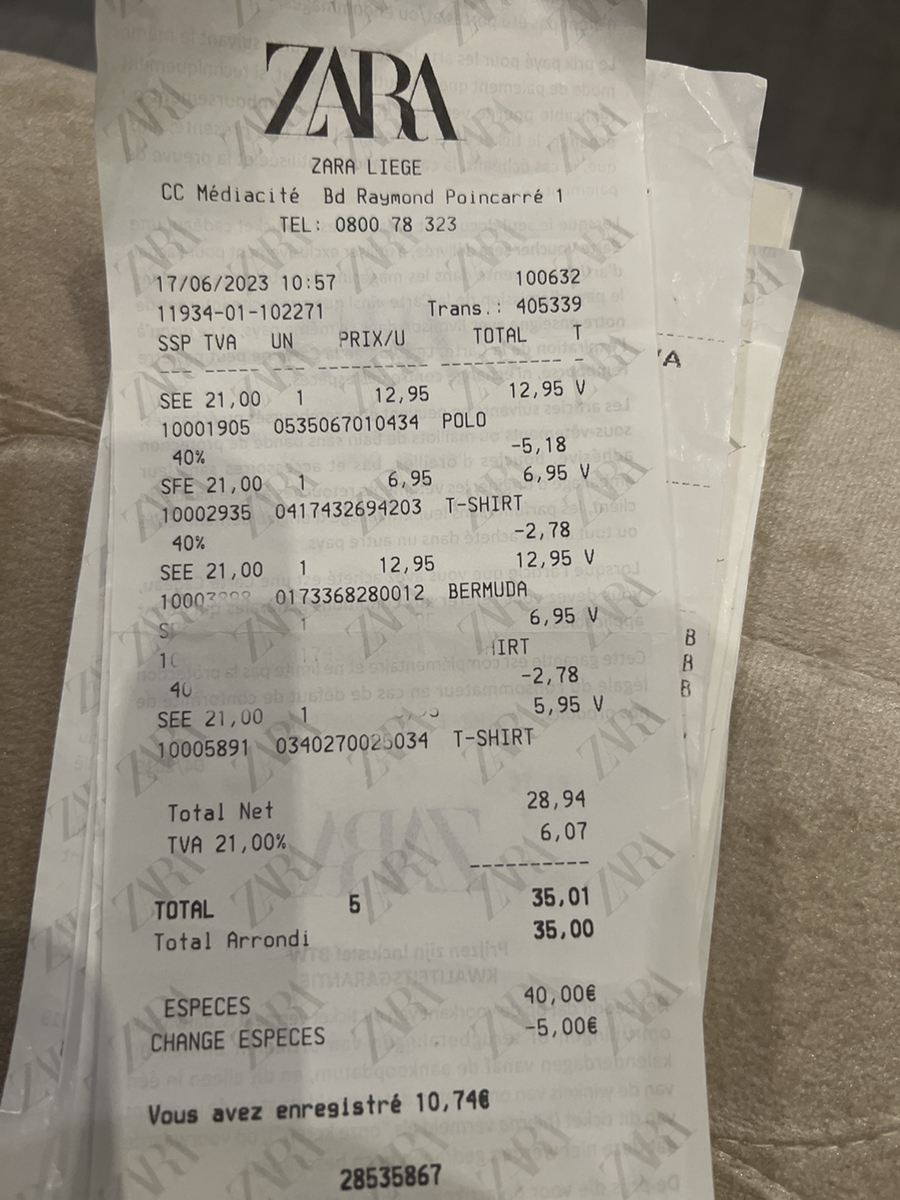 ZARA
ZARA LIEGE
CC Médiacité Bd Raymond Poincarré 1
TEL: 0800 78 323
17/06/2023 10:57 100632
11934-01-102271 Trans.: 405339
SSP TVA UN PRIX/U TOTAL T
SEE 21,00 1 12,95 12,95 V
10001905 0535067010434 POLO
40% -5,18
SFE 21,00 1 6,95 6,95 V
10002935 0417432694203 T-SHIRT
40% -2,78
SEE 21,00 1 12,95 12,95 V
0173368280012 BERMUDA
1 6,95 V
-2,78
SEE 21,00 1 5,95 V
10005891 0340270025034 T-SHIRT
Total Net 28,94
TVA 21,00% 6,07
TOTAL 5 35,01
Total Arrondi 35,00
ESPECES 40,00€
CHANGE ESPECES -5,00€
Vous avez enregistré 10,74€
28535867